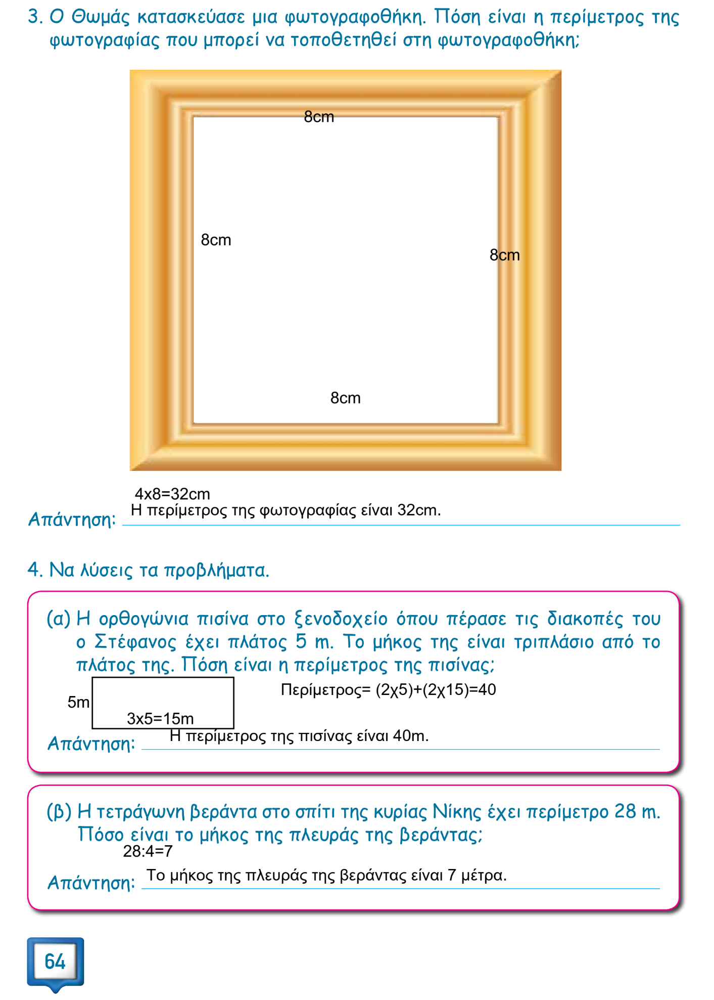 3. Ο Θωμάς κατασκεύασε μια φωτογραφοθήκη. Πόση είναι η περίμετρος της
φωτογραφίας που μπορεί να τοποθετηθεί στη φωτογραφοθήκη;
8cm
8cm
8cm
8cm
4x8=32cm
Η περίμετρος της φωτογραφίας είναι 32cm.
Απάντηση:
4. Να λύσεις τα προβλήματα.
(α) Η ορθογώνια πισίνα στο ξενοδοχείο όπου πέρασε τις διακοπές του
ο Στέφανος έχει πλάτος 5 m. Το μήκος της είναι τριπλάσιο από το
πλάτος της. Πόση είναι η περίμετρος της πισίνας;
Περίμετρος= (2χ5)+(2χ15)=40
5m
3x5=15m
Η περίμετρος της πισίνας είναι 40m.
Απάντηση:
(β) Η τετράγωνη βεράντα στο σπίτι της κυρίας Νίκης έχει περίμετρο 28 m.
Πόσο είναι το μήκος της πλευράς της βεράντας;
28:4=7
Το μήκος της πλευράς της βεράντας είναι 7 μέτρα.
Απάντηση:
64